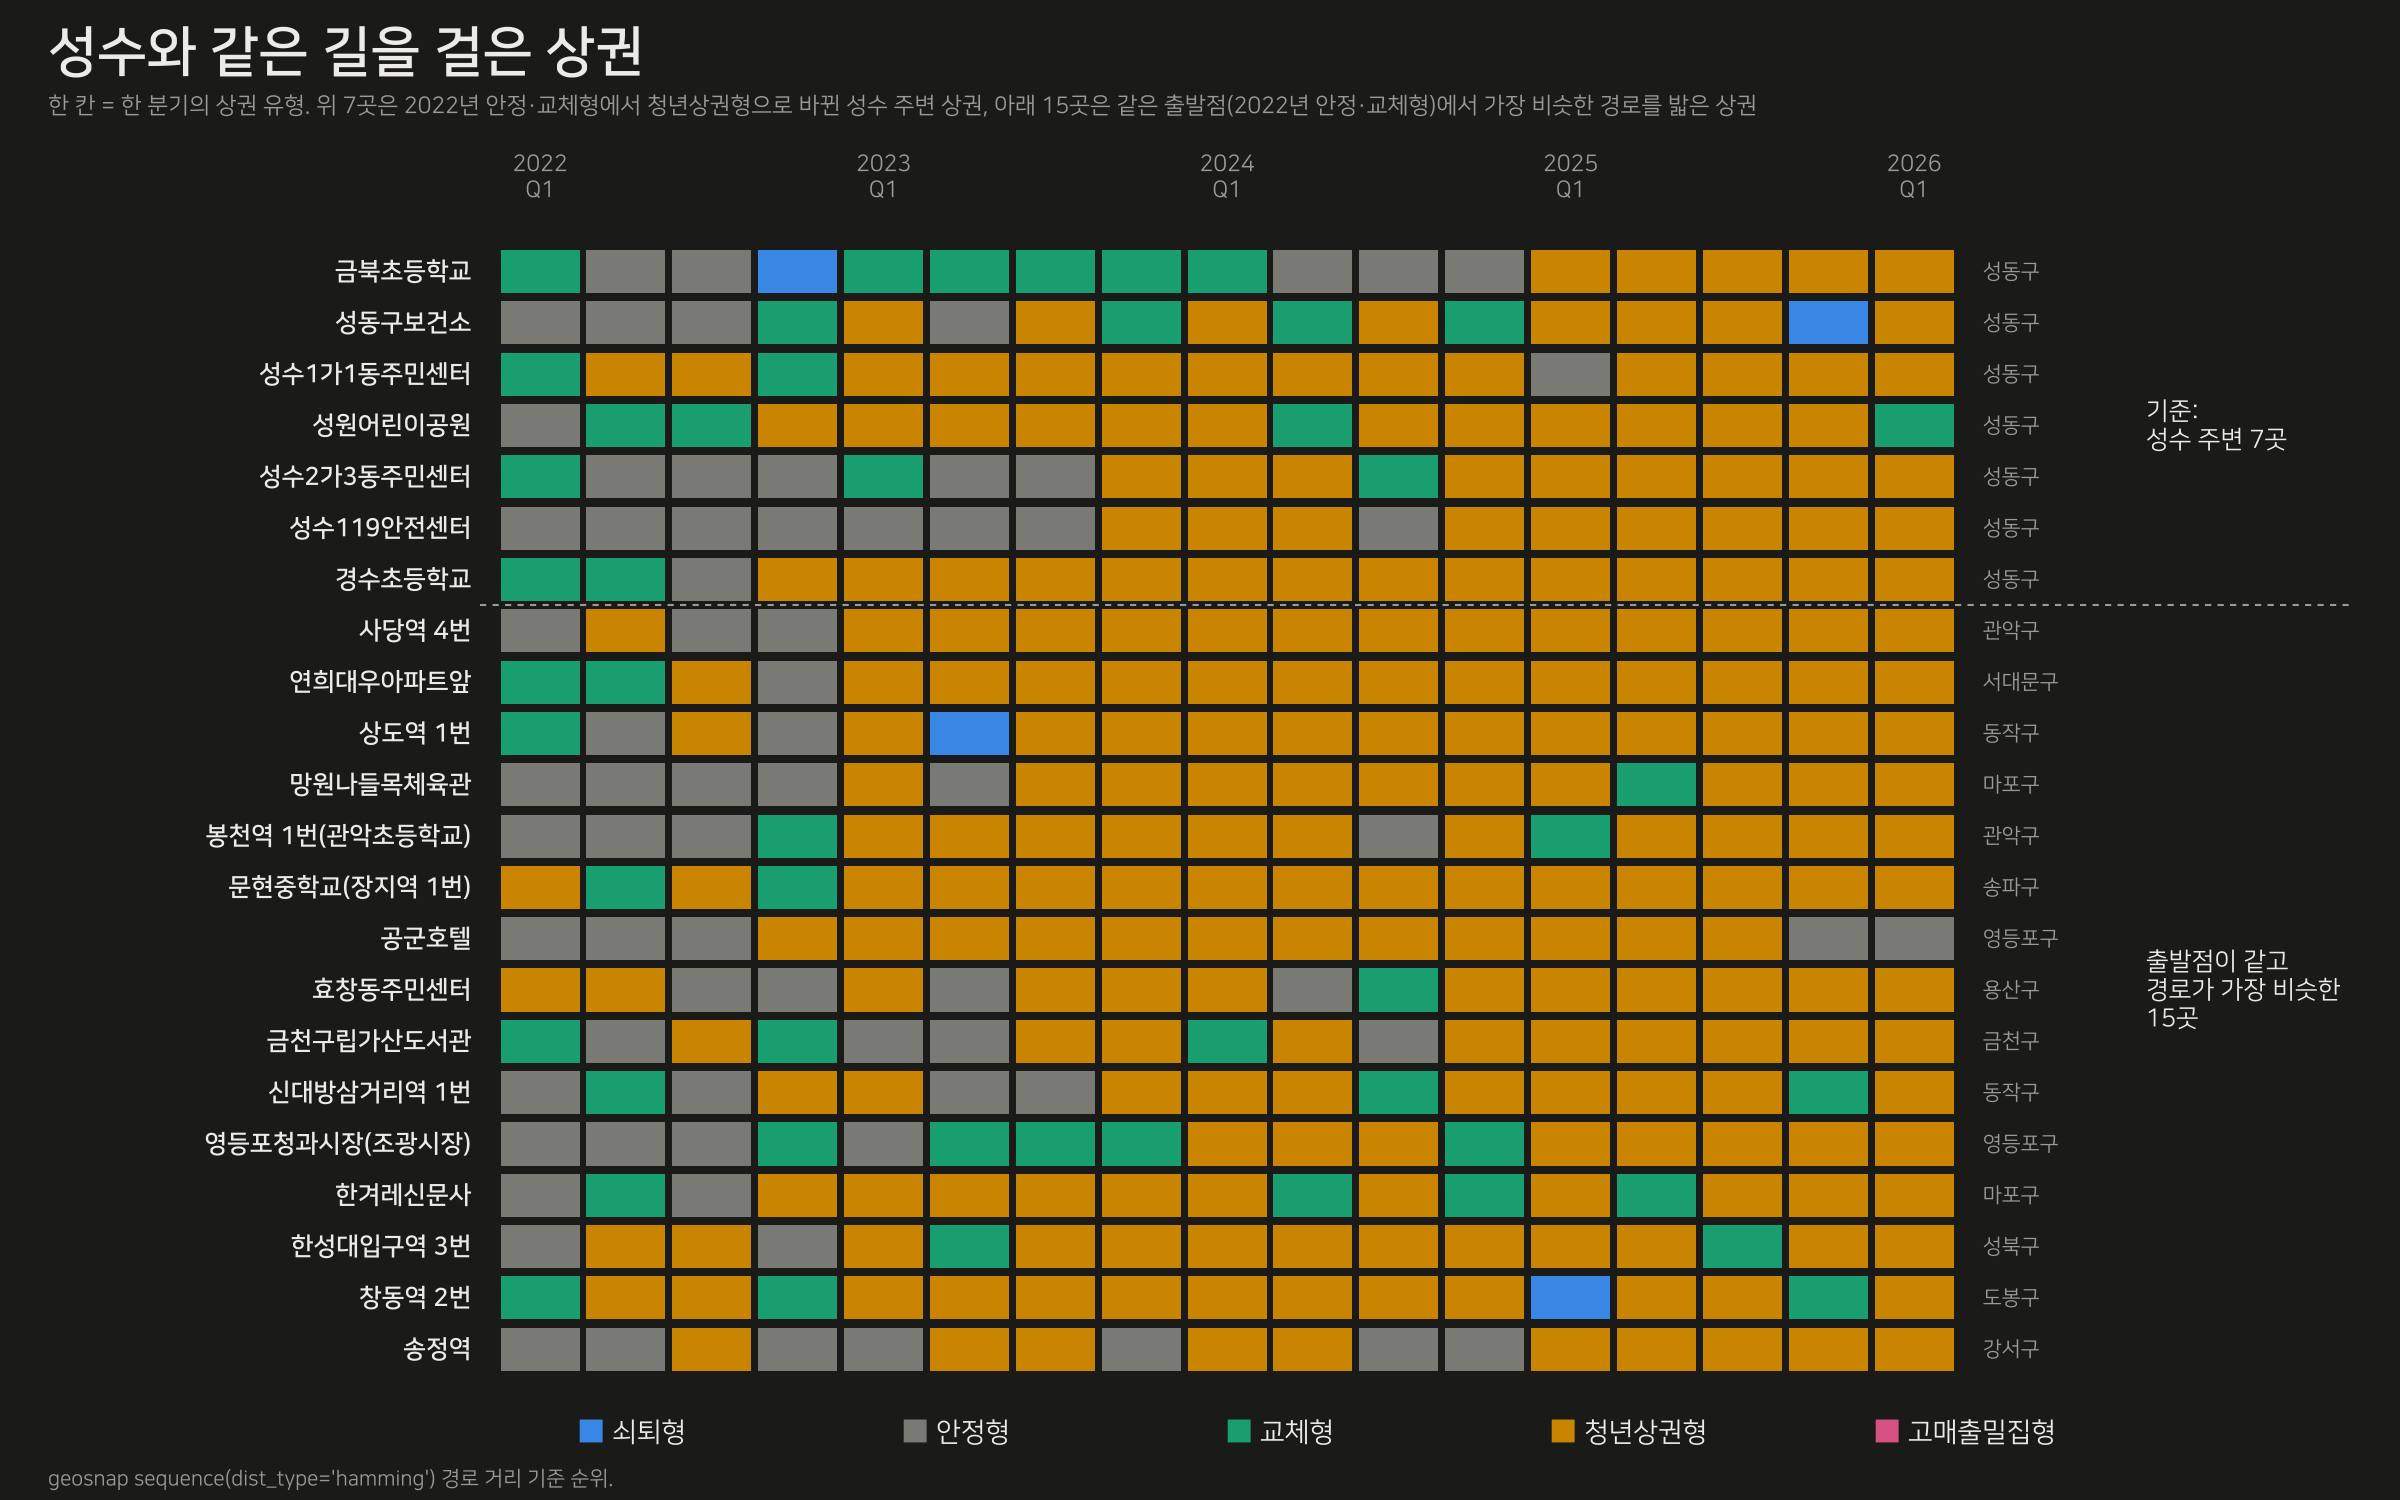 성수와 같은 길을 걸은 상권
한 칸 = 한 분기의 상권 유형. 위 7곳은 2022년 안정·교체형에서 청년상권형으로 바뀐 성수 주변 상권, 아래 15곳은 같은 출발점(2022년 안정·교체형)에서 가장 비슷한 경로를 밟은 상권
2022 2023 2024 2025 2026
Q1 Q1 Q1 Q1 Q1
금북초등학교 성동구
성동구보건소 성동구
성수1가1동주민센터 성동구
성원어린이공원 성동구
기준:
성수 주변 7곳
성수2가3동주민센터 성동구
성수119안전센터 성동구
경수초등학교 성동구
사당역 4번 관악구
연희대우아파트앞 서대문구
상도역 1번 동작구
망원나들목체육관 마포구
봉천역 1번(관악초등학교) 관악구
문현중학교(장지역 1번) 송파구
공군호텔 영등포구
효창동주민센터 용산구
출발점이 같고
경로가 가장 비슷한
15곳
금천구립가산도서관 금천구
신대방삼거리역 1번 동작구
영등포청과시장(조광시장) 영등포구
한겨레신문사 마포구
한성대입구역 3번 성북구
창동역 2번 도봉구
송정역 강서구
쇠퇴형 안정형 교체형 청년상권형 고매출밀집형
geosnap sequence(dist_type='hamming') 경로 거리 기준 순위.